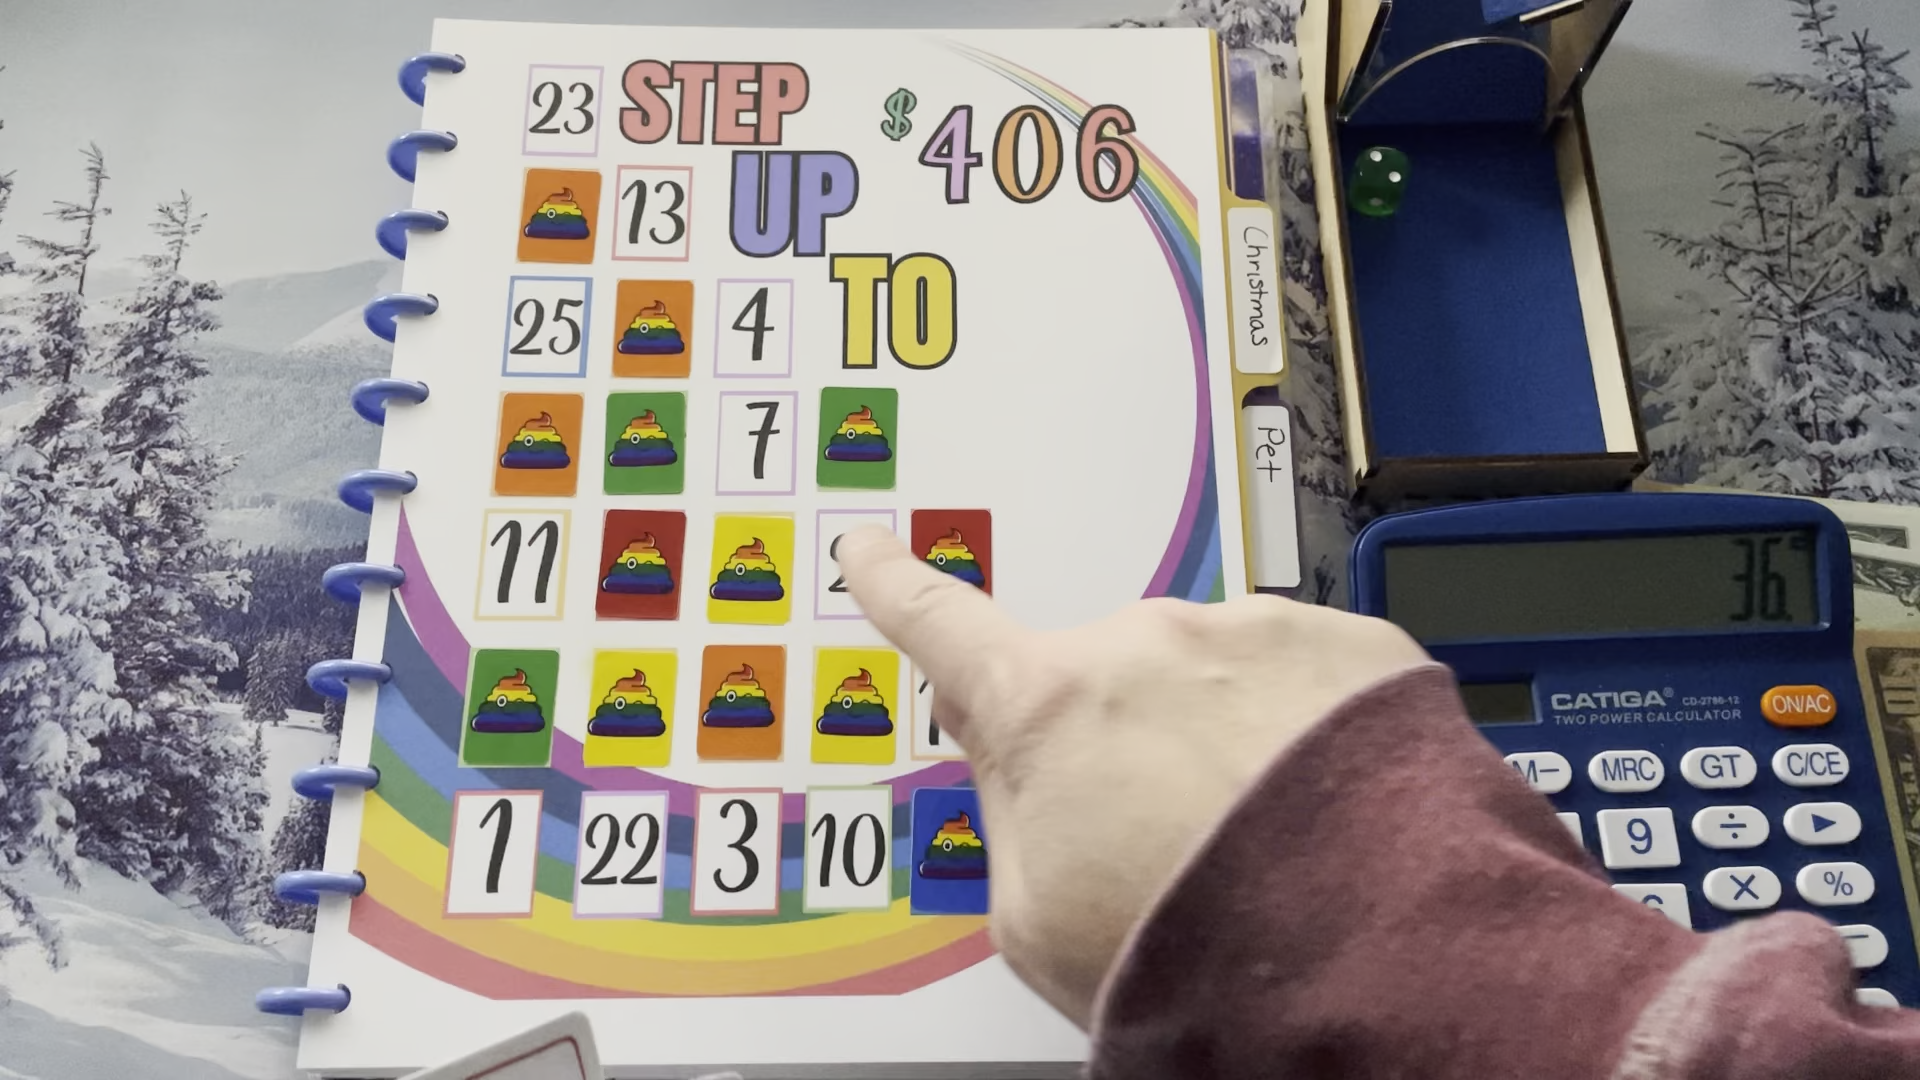 23 STEP $406
13 UP
25 4 TO
7
11
1 22 3 10
Christmas
Pet
36.
CATIGA® CD-2786-12
TWO POWER CALCULATOR
ON/AC
M− MRC GT C/CE
9 ÷ ►
× %
−